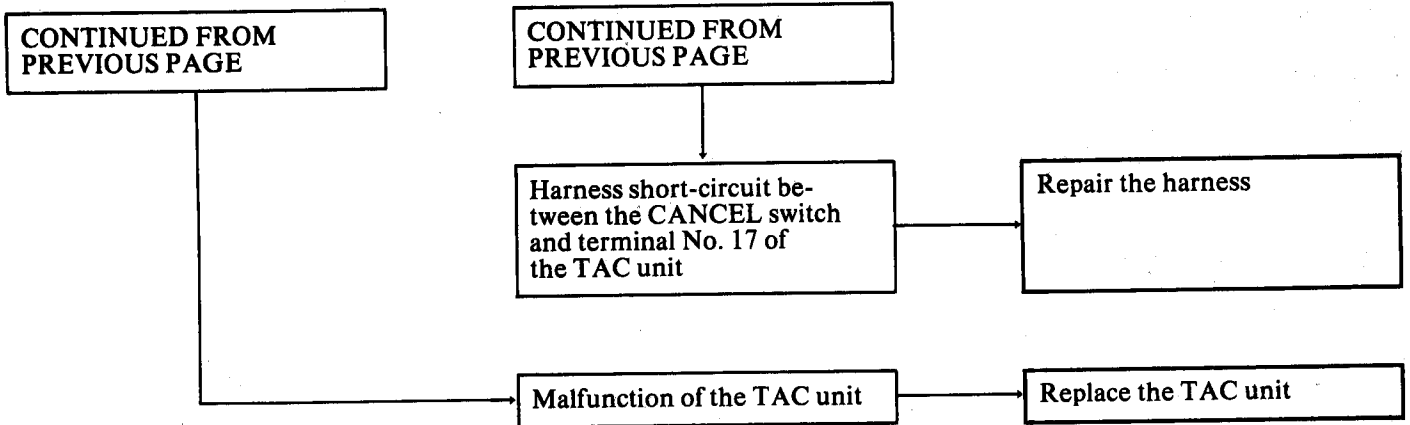 CONTINUED FROM
PREVIOUS PAGE
CONTINUED FROM
PREVIOUS PAGE
Harness short-circuit be-
tween the CANCEL switch
and terminal No. 17 of
the TAC unit
Repair the harness
Malfunction of the TAC unit
Replace the TAC unit